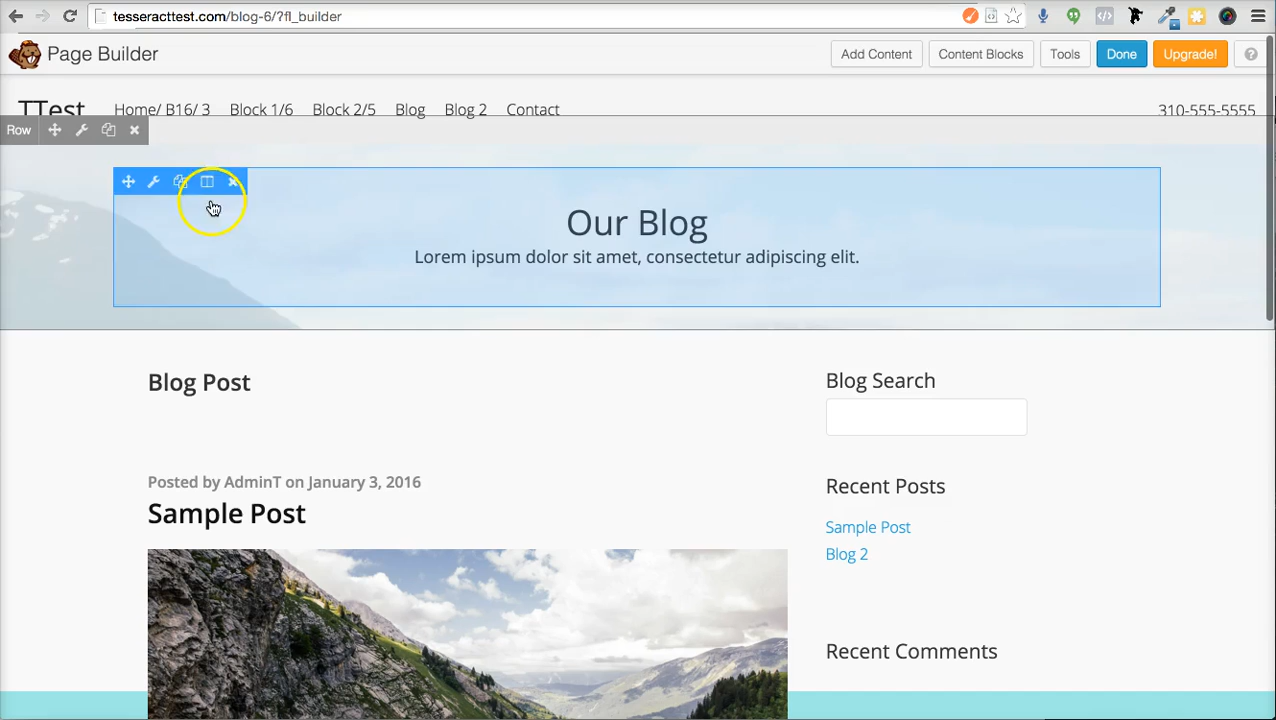 tesseracttest.com/blog-6/?fl_builder
Page Builder
Add Content
Content Blocks
Tools
Done
Upgrade!
?
TTest
Home/ B16/ 3
Block 1/6
Block 2/5
Blog
Blog 2
Contact
310-555-5555
Row
Our Blog
Lorem ipsum dolor sit amet, consectetur adipiscing elit.
Blog Post
Blog Search
Posted by AdminT on January 3, 2016
Sample Post
Recent Posts
Sample Post
Blog 2
Recent Comments